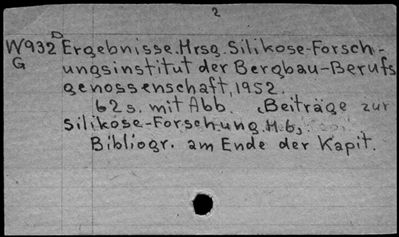 2
D
W932 Ergebnisse. Hrsg. Silikose-Forsch-
G ungsinstitut der Bergbau-Berufs
genossenschaft, 1952.
62s. mit Abb. (Beiträge zur
Silikose-Forschung. H. 6,
Bibliogr. am Ende der Kapit.